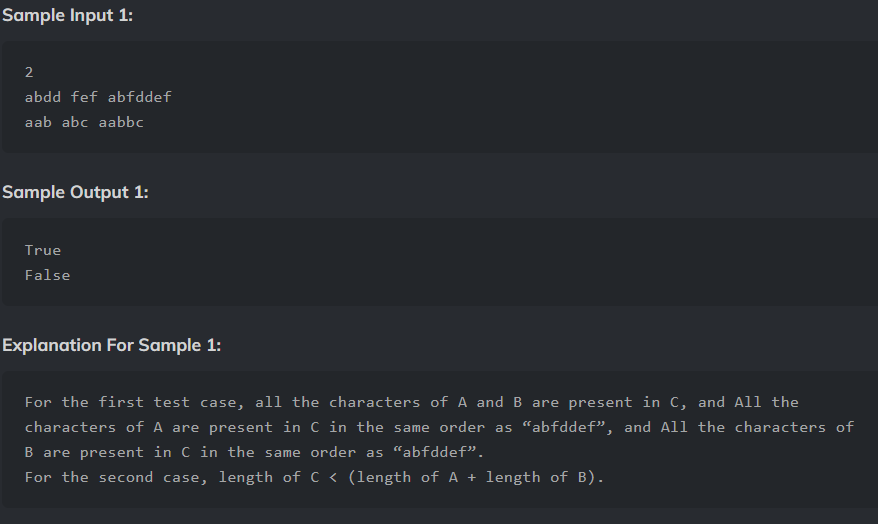 Sample Input 1:
2
abdd fef abfddef
aab abc aabbc
Sample Output 1:
True
False
Explanation For Sample 1:
For the first test case, all the characters of A and B are present in C, and All the
characters of A are present in C in the same order as “abfddef”, and All the characters of
B are present in C in the same order as “abfddef”.
For the second case, length of C < (length of A + length of B).